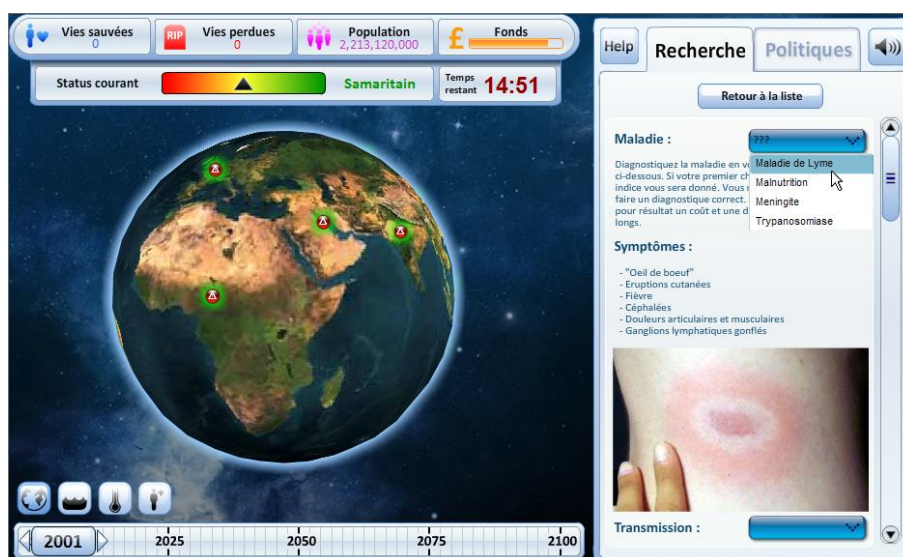 Vies sauvées
0
RIP
Vies perdues
0
Population
2,213,120,000
£
Fonds
Status courant
Samaritain
Temps restant
14:51
Help
Recherche
Politiques
Retour à la liste
Maladie :
???
Maladie de Lyme
Malnutrition
Meningite
Trypanosomiase
Diagnostiquez la maladie en v
ci-dessous. Si votre premier ch
indice vous sera donné. Vous
faire un diagnostique correct.
pour résultat un coût et une d
longs.
Symptômes :
- "Oeil de boeuf"
- Eruptions cutanées
- Fièvre
- Céphalées
- Douleurs articulaires et musculaires
- Ganglions lymphatiques gonflés
Transmission :
2001
2025
2050
2075
2100